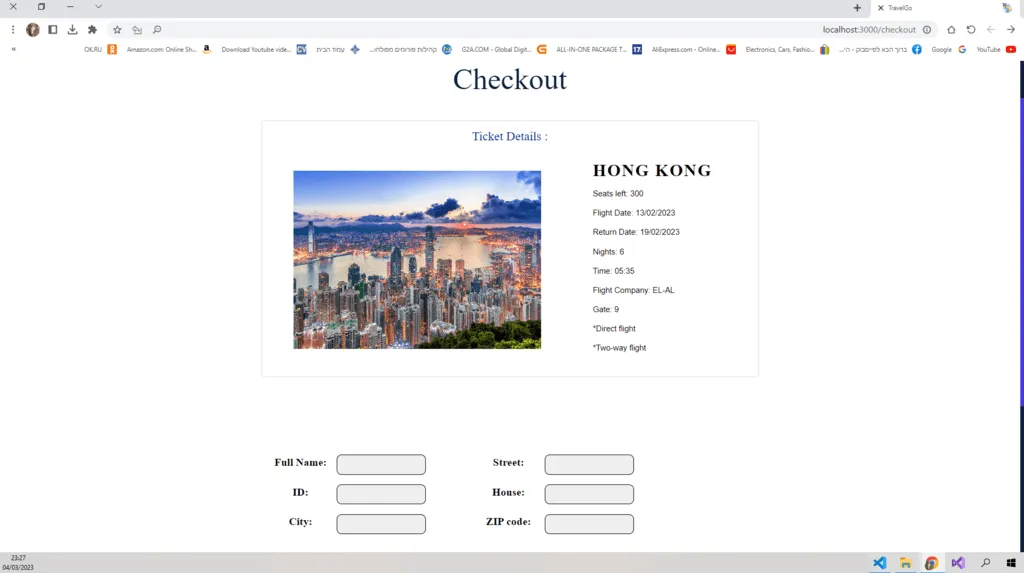 TravelGo
localhost:3000/checkout
OK.RU
Amazon.com: Online Sh...
Download Youtube vide...
עמוד הבית
...קהילות פורומים מפולחו
G2A.COM - Global Digit...
ALL-IN-ONE PACKAGE T...
17
AliExpress.com - Online...
Electronics, Cars, Fashio...
...ברוך הבא לפייסבוק - הי
Google
YouTube
Checkout
Ticket Details :
HONG KONG
Seats left: 300
Flight Date: 13/02/2023
Return Date: 19/02/2023
Nights: 6
Time: 05:35
Flight Company: EL-AL
Gate: 9
*Direct flight
*Two-way flight
Full Name:
Street:
ID:
House:
City:
ZIP code:
23:27
04/03/2023